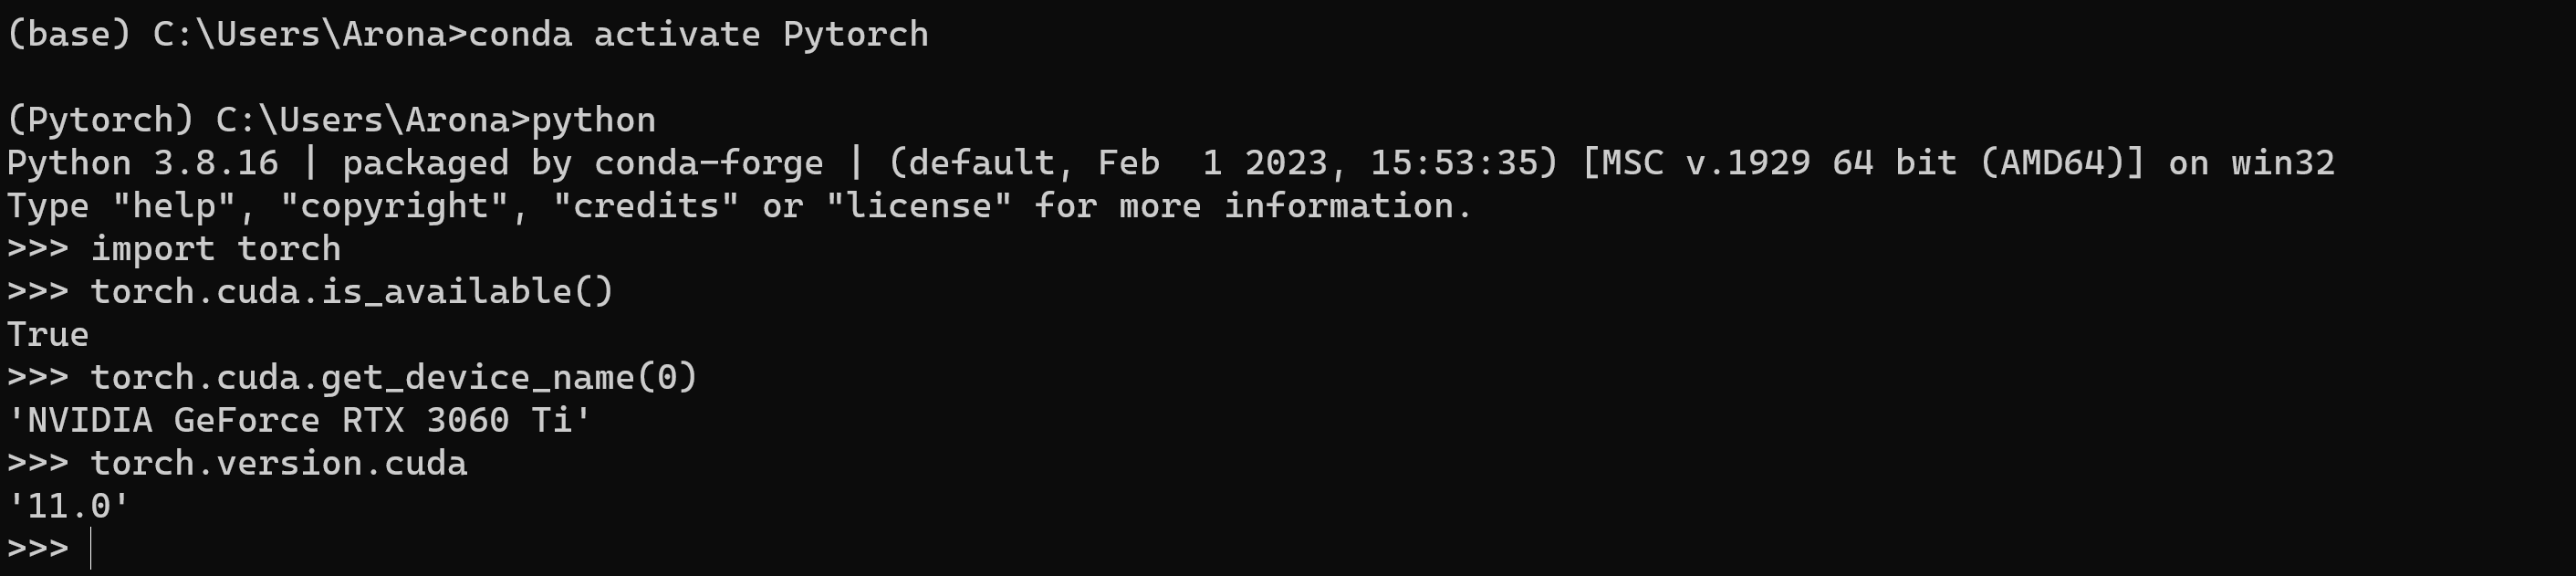 (base) C:\Users\Arona>conda activate Pytorch
(Pytorch) C:\Users\Arona>python
Python 3.8.16 | packaged by conda-forge | (default, Feb  1 2023, 15:53:35) [MSC v.1929 64 bit (AMD64)] on win32
Type "help", "copyright", "credits" or "license" for more information.
>>> import torch
>>> torch.cuda.is_available()
True
>>> torch.cuda.get_device_name(0)
'NVIDIA GeForce RTX 3060 Ti'
>>> torch.version.cuda
'11.0'
>>>